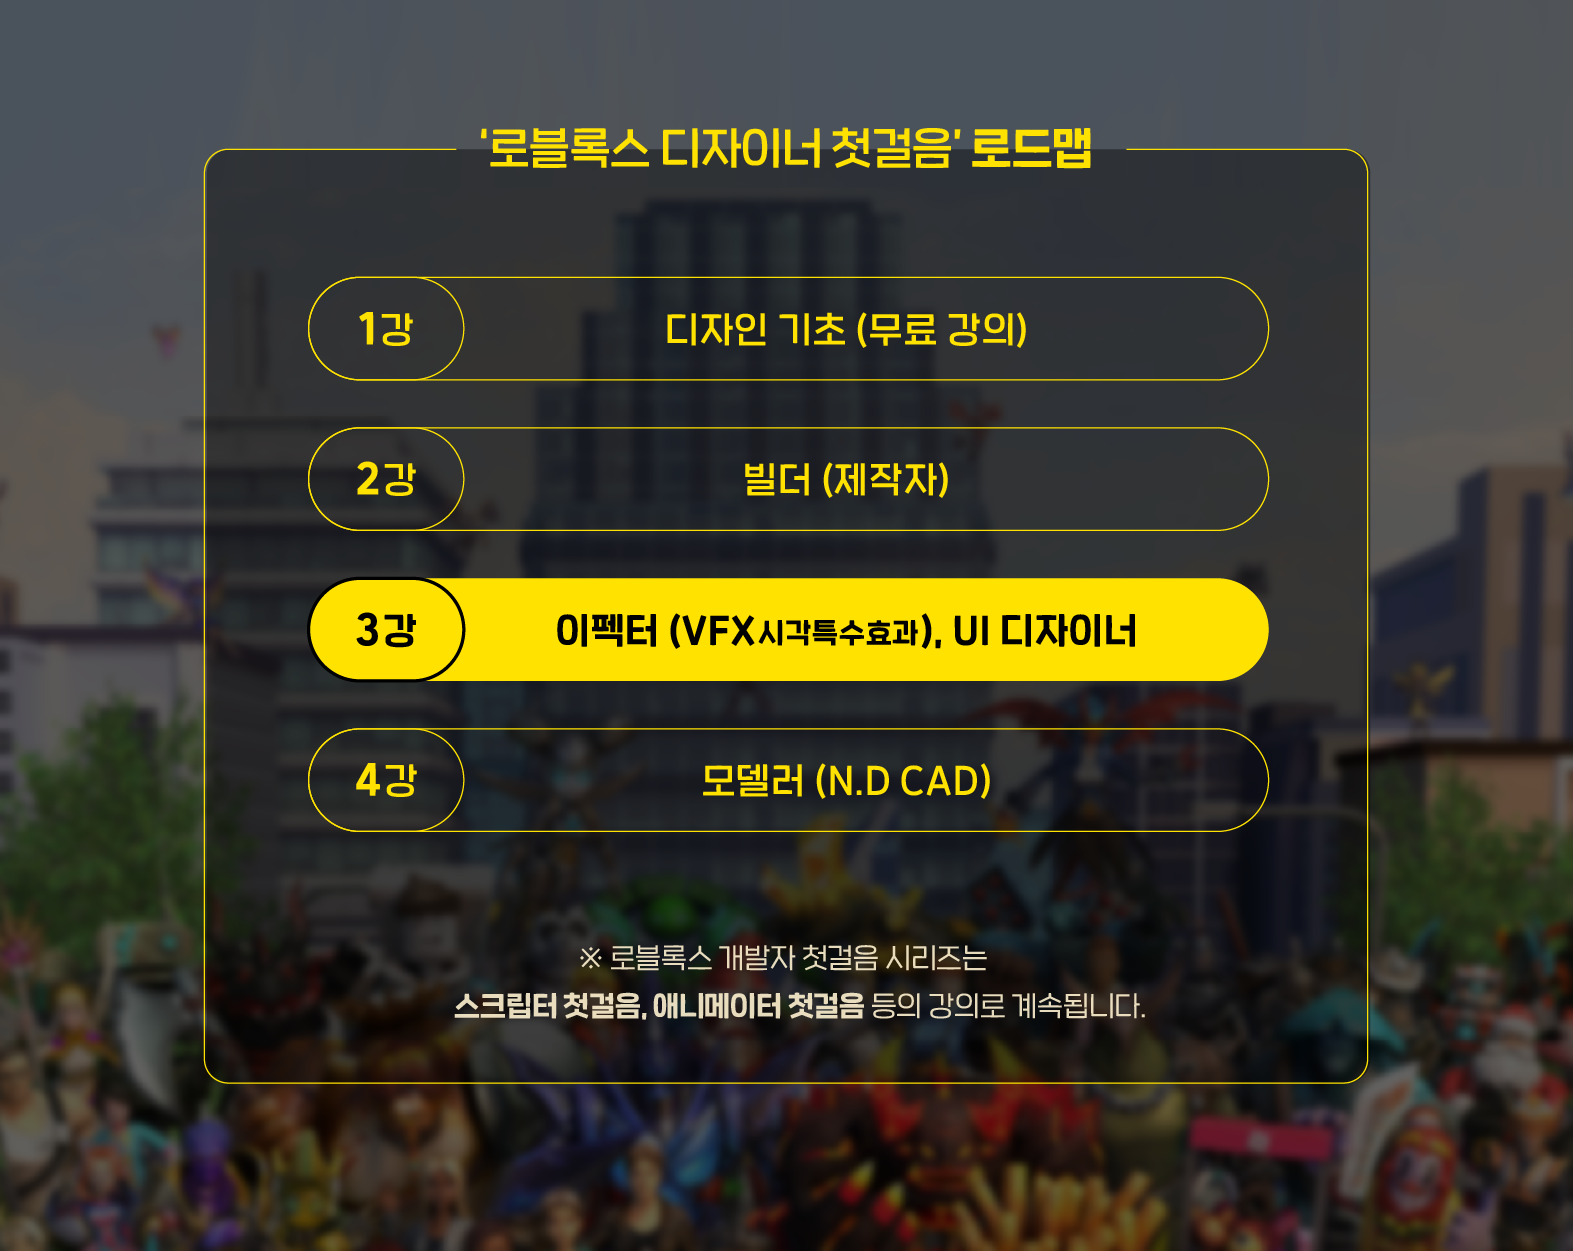 ‘로블록스 디자이너 첫걸음’ 로드맵
1강 디자인 기초 (무료 강의)
2강 빌더 (제작자)
3강 이펙터 (VFX시각특수효과), UI 디자이너
4강 모델러 (N.D CAD)
※ 로블록스 개발자 첫걸음 시리즈는
스크립터 첫걸음, 애니메이터 첫걸음 등의 강의로 계속됩니다.